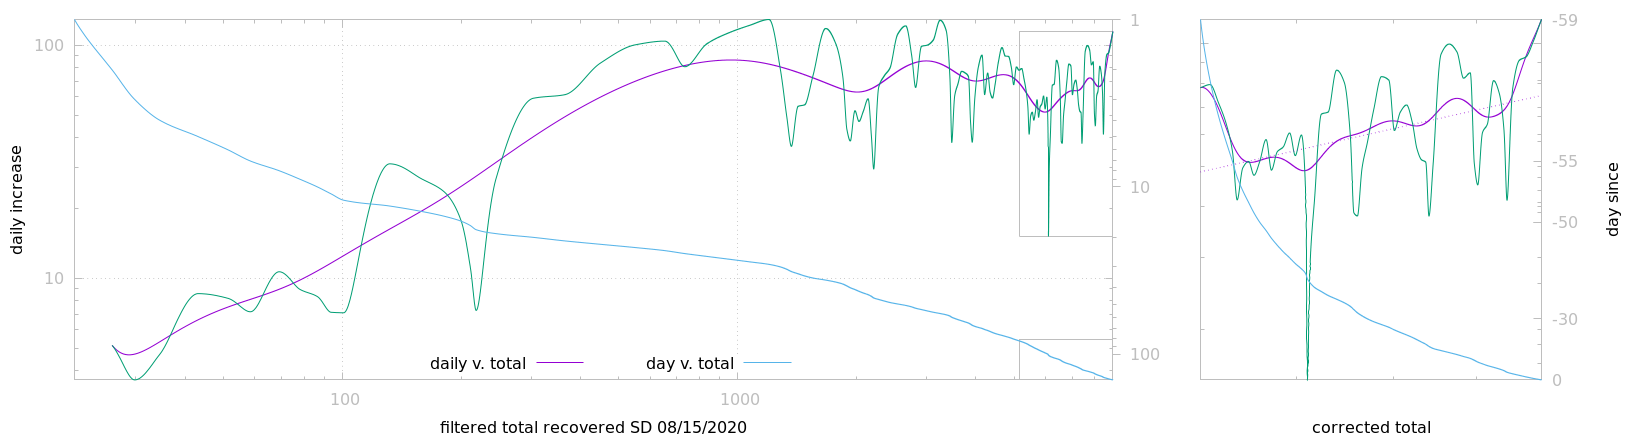 daily increase
100
10
100
1000
1
10
100
daily v. total
day v. total
filtered total recovered SD 08/15/2020
-59
-55
-50
-30
0
day since
corrected total